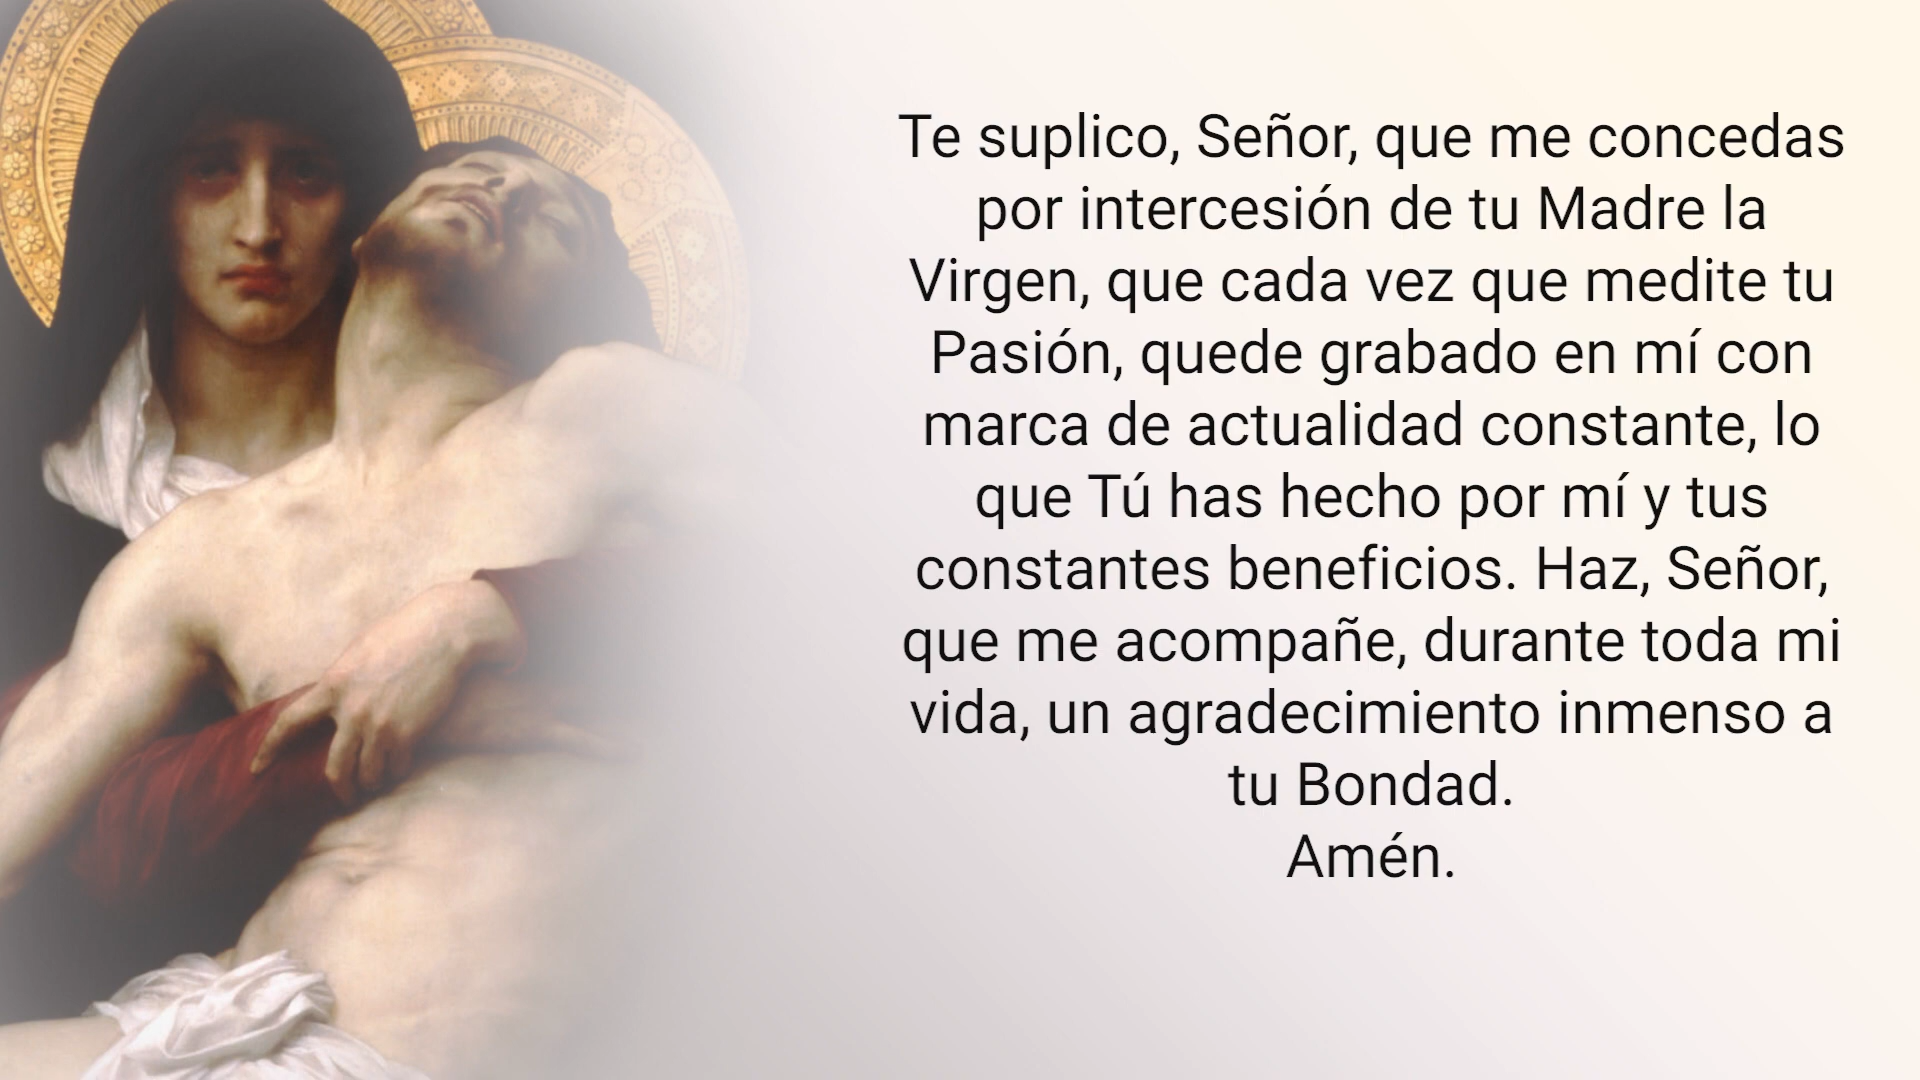 Te suplico, Señor, que me concedas
por intercesión de tu Madre la
Virgen, que cada vez que medite tu
Pasión, quede grabado en mí con
marca de actualidad constante, lo
que Tú has hecho por mí y tus
constantes beneficios. Haz, Señor,
que me acompañe, durante toda mi
vida, un agradecimiento inmenso a
tu Bondad.
Amén.